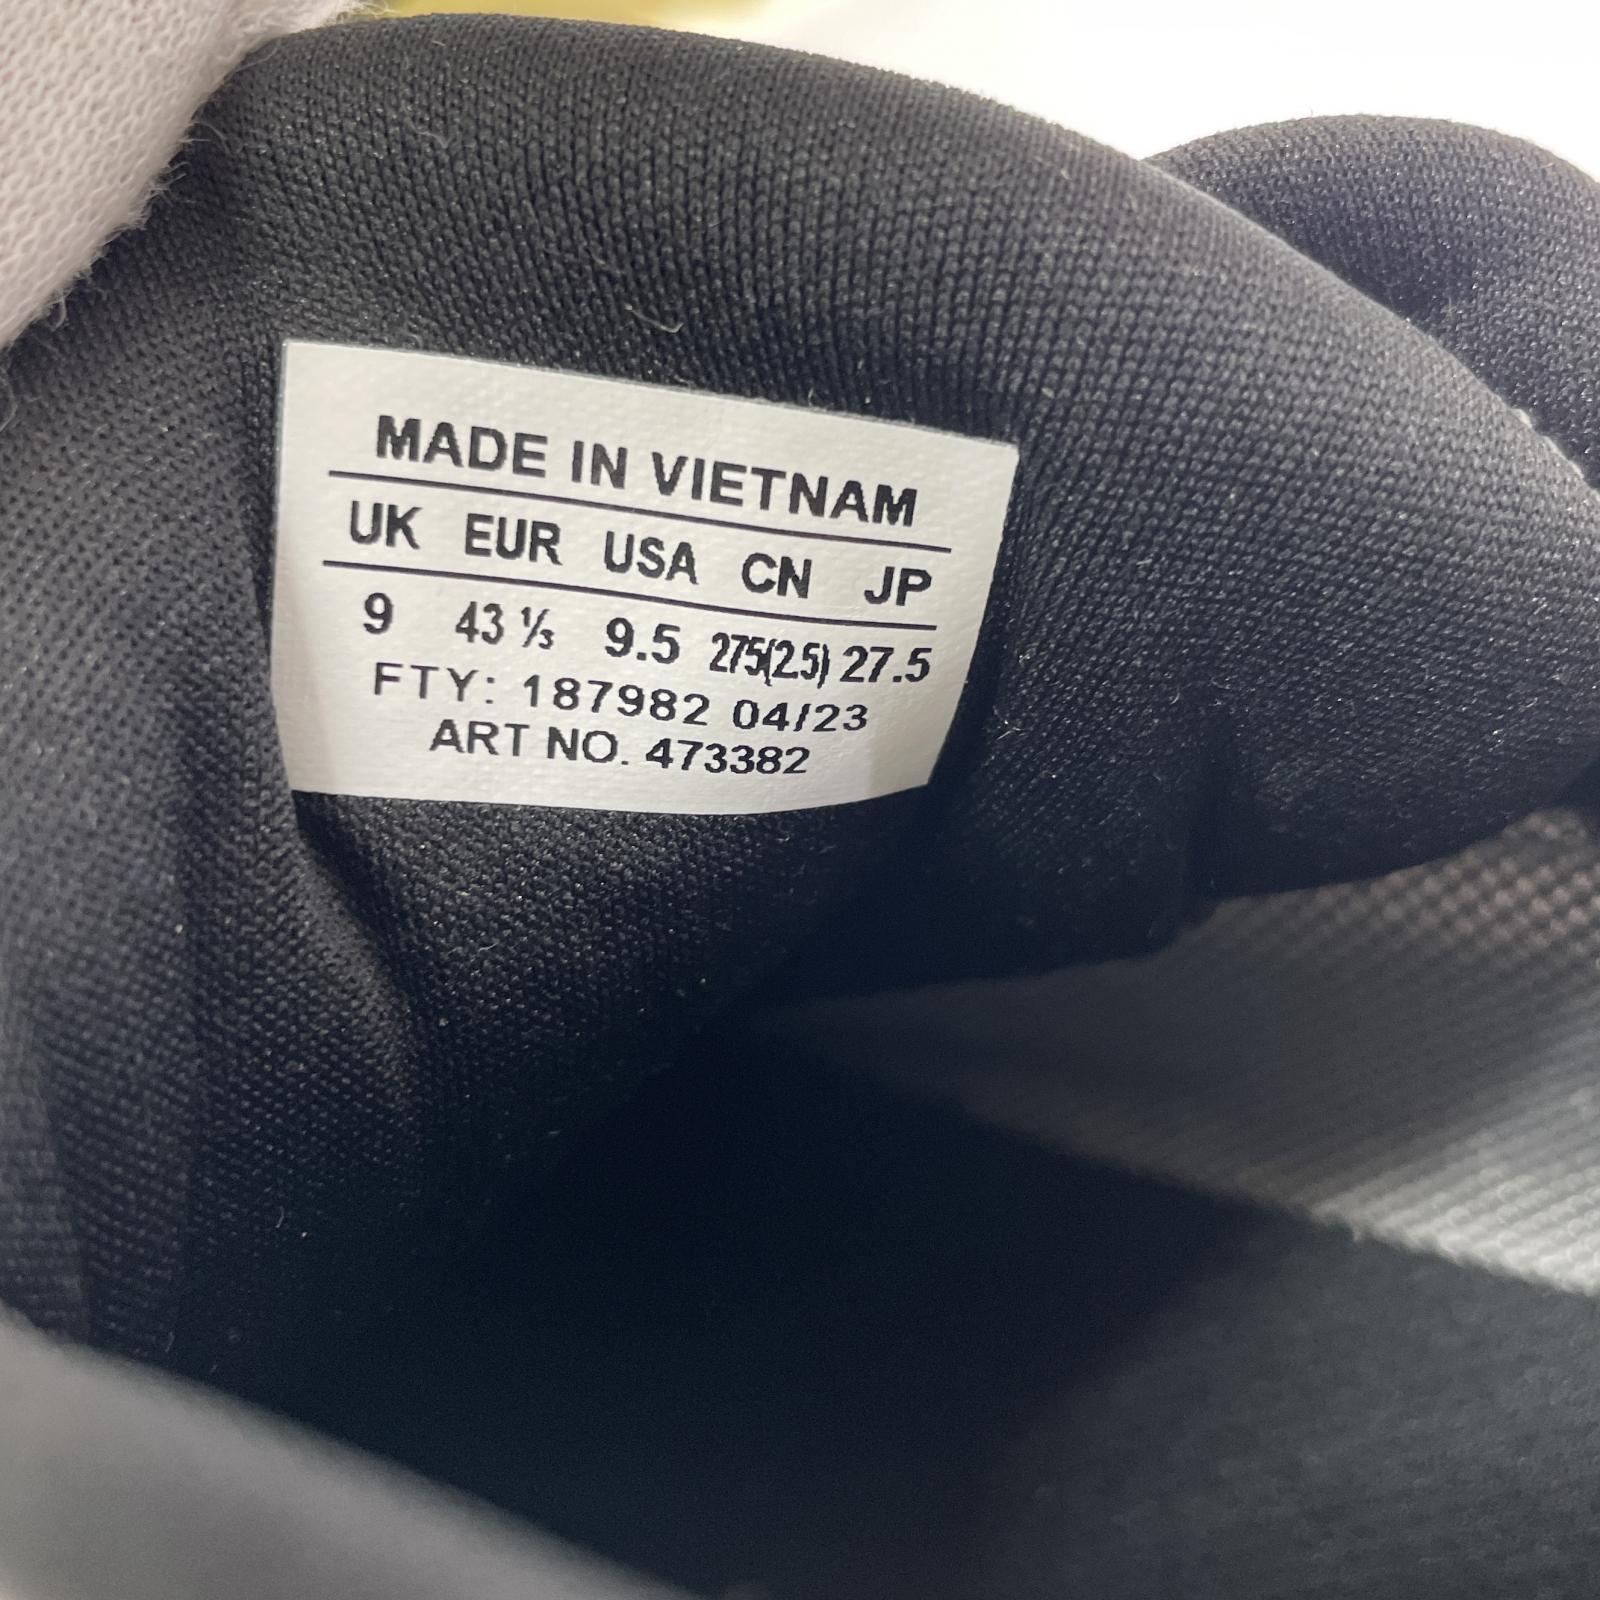 MADE IN VIETNAM
UK EUR USA CN JP
9 43 ⅓ 9.5 275(2.5) 27.5
FTY: 187982 04/23
ART NO. 473382